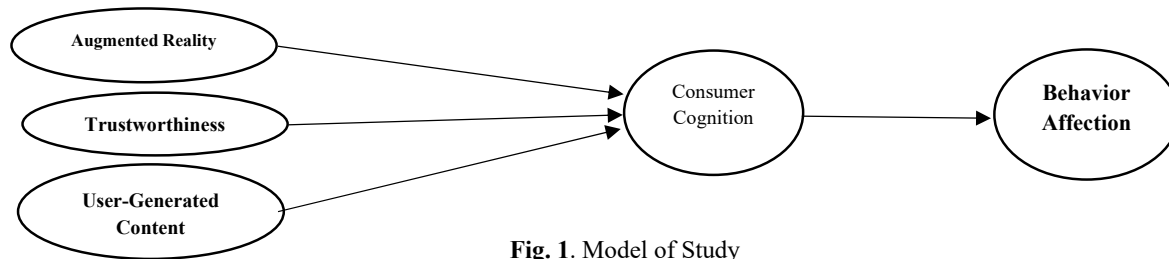 Augmented Reality
Trustworthiness
User-Generated
Content
Consumer
Cognition
Behavior
Affection
Fig. 1. Model of Study